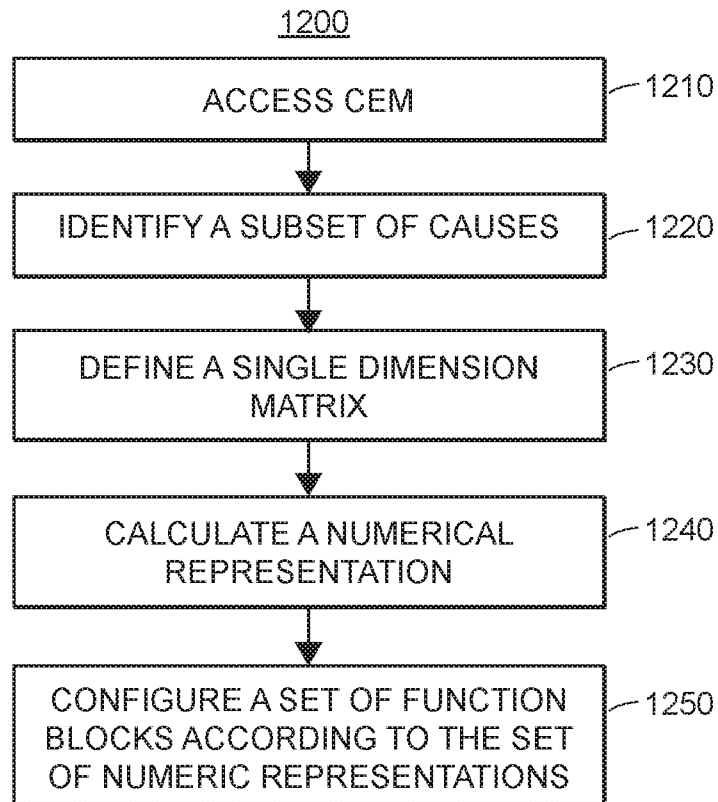 1200
ACCESS CEM
1210
IDENTIFY A SUBSET OF CAUSES
1220
DEFINE A SINGLE DIMENSION
MATRIX
1230
CALCULATE A NUMERICAL
REPRESENTATION
1240
CONFIGURE A SET OF FUNCTION
BLOCKS ACCORDING TO THE SET
OF NUMERIC REPRESENTATIONS
1250